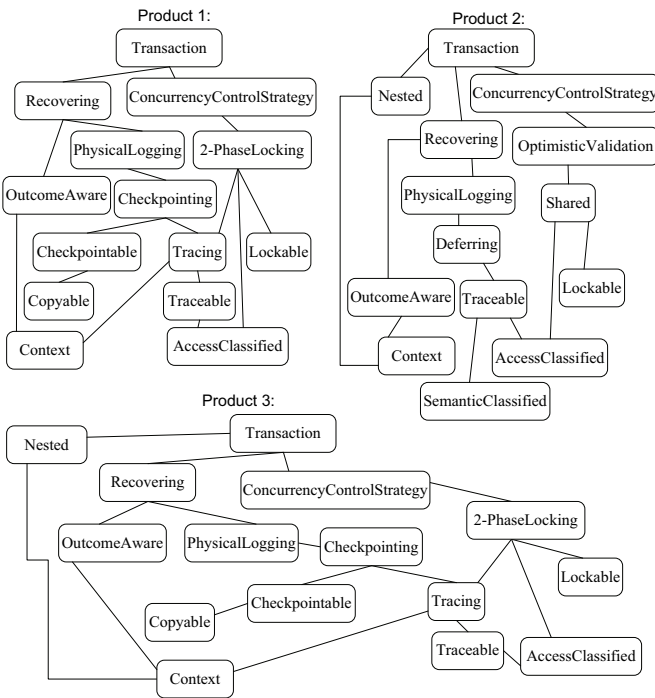 Product 1:
Transaction
Recovering
ConcurrencyControlStrategy
PhysicalLogging
2-PhaseLocking
OutcomeAware
Checkpointing
Checkpointable
Tracing
Lockable
Copyable
Traceable
Context
AccessClassified
Product 2:
Transaction
Nested
ConcurrencyControlStrategy
Recovering
OptimisticValidation
PhysicalLogging
Shared
Deferring
OutcomeAware
Traceable
Lockable
Context
AccessClassified
SemanticClassified
Product 3:
Nested
Transaction
Recovering
ConcurrencyControlStrategy
2-PhaseLocking
OutcomeAware
PhysicalLogging
Checkpointing
Lockable
Copyable
Checkpointable
Tracing
Traceable
AccessClassified
Context